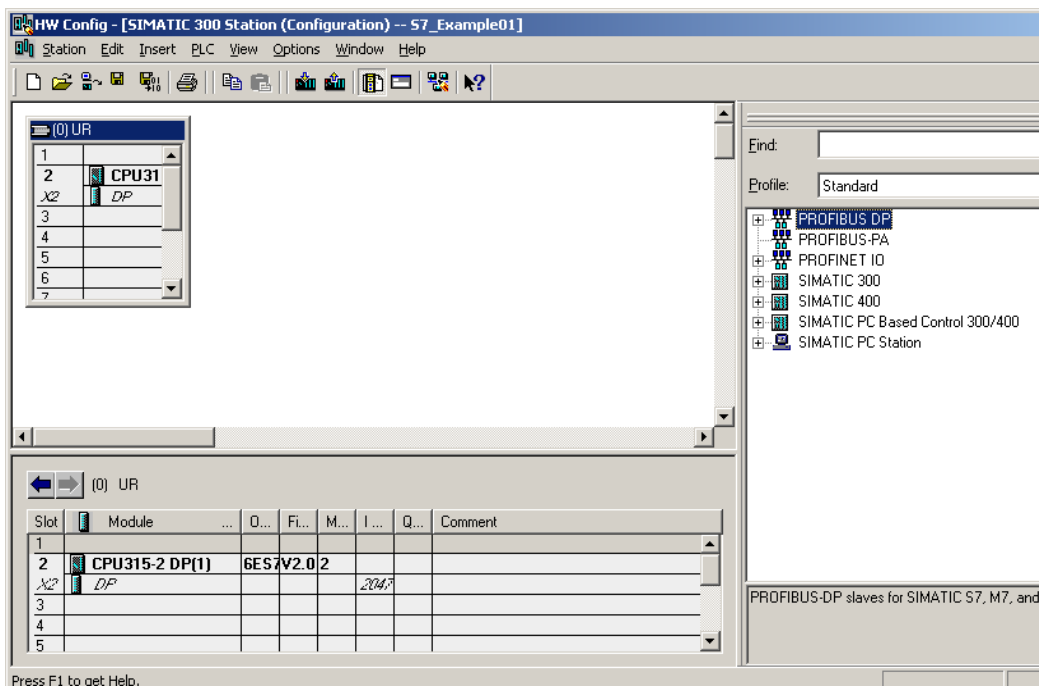 HW Config - [SIMATIC 300 Station (Configuration) -- S7_Example01]
Station Edit Insert PLC View Options Window Help
(0) UR
1
2 CPU31
X2 DP
3
4
5
6
7
Find:
Profile: Standard
PROFIBUS DP
PROFIBUS-PA
PROFINET IO
SIMATIC 300
SIMATIC 400
SIMATIC PC Based Control 300/400
SIMATIC PC Station
(0) UR
Slot Module ... O... Fi... M... I ... Q... Comment
1
2 CPU315-2 DP(1) 6ES7 V2.0 2
X2 DP 2047
3
4
5
PROFIBUS-DP slaves for SIMATIC S7, M7, and
Press F1 to get Help.